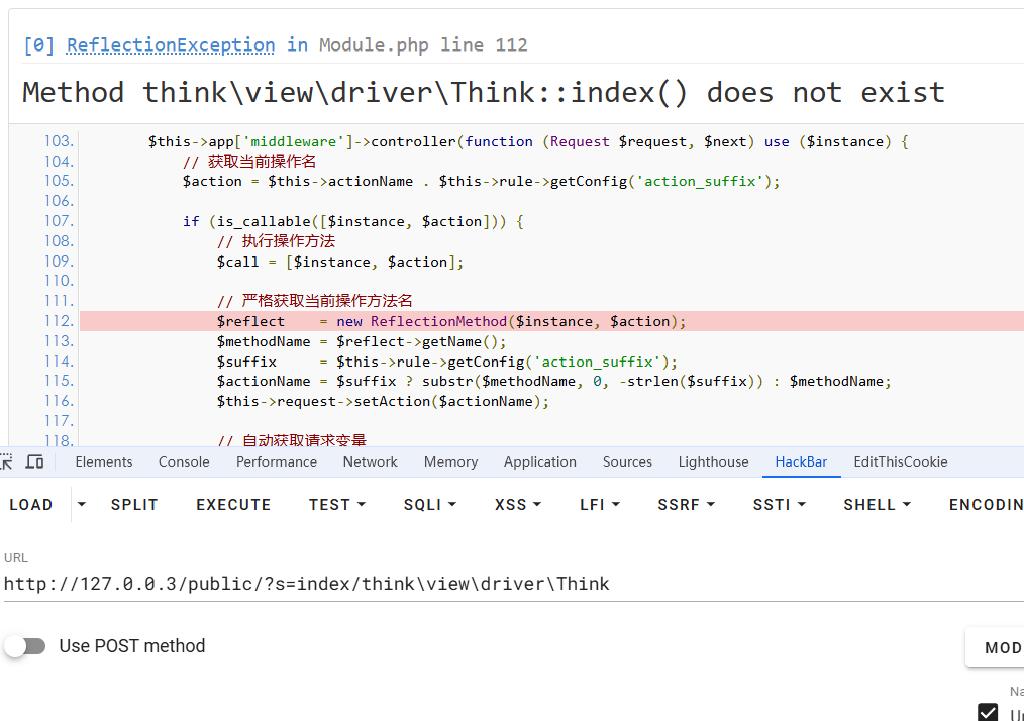 [0] ReflectionException in Module.php line 112
Method think\view\driver\Think::index() does not exist
103. $this->app['middleware']->controller(function (Request $request, $next) use ($instance) {
104. // 获取当前操作名
105. $action = $this->actionName . $this->rule->getConfig('action_suffix');
106.
107. if (is_callable([$instance, $action])) {
108. // 执行操作方法
109. $call = [$instance, $action];
110.
111. // 严格获取当前操作方法名
112. $reflect    = new ReflectionMethod($instance, $action);
113. $methodName = $reflect->getName();
114. $suffix     = $this->rule->getConfig('action_suffix');
115. $actionName = $suffix ? substr($methodName, 0, -strlen($suffix)) : $methodName;
116. $this->request->setAction($actionName);
117.
118. // 自动获取请求变量
Elements Console Performance Network Memory Application Sources Lighthouse HackBar EditThisCookie
LOAD SPLIT EXECUTE TEST SQLI XSS LFI SSRF SSTI SHELL ENCODIN
URL
http://127.0.0.3/public/?s=index/think\view\driver\Think
Use POST method
MOD
Na